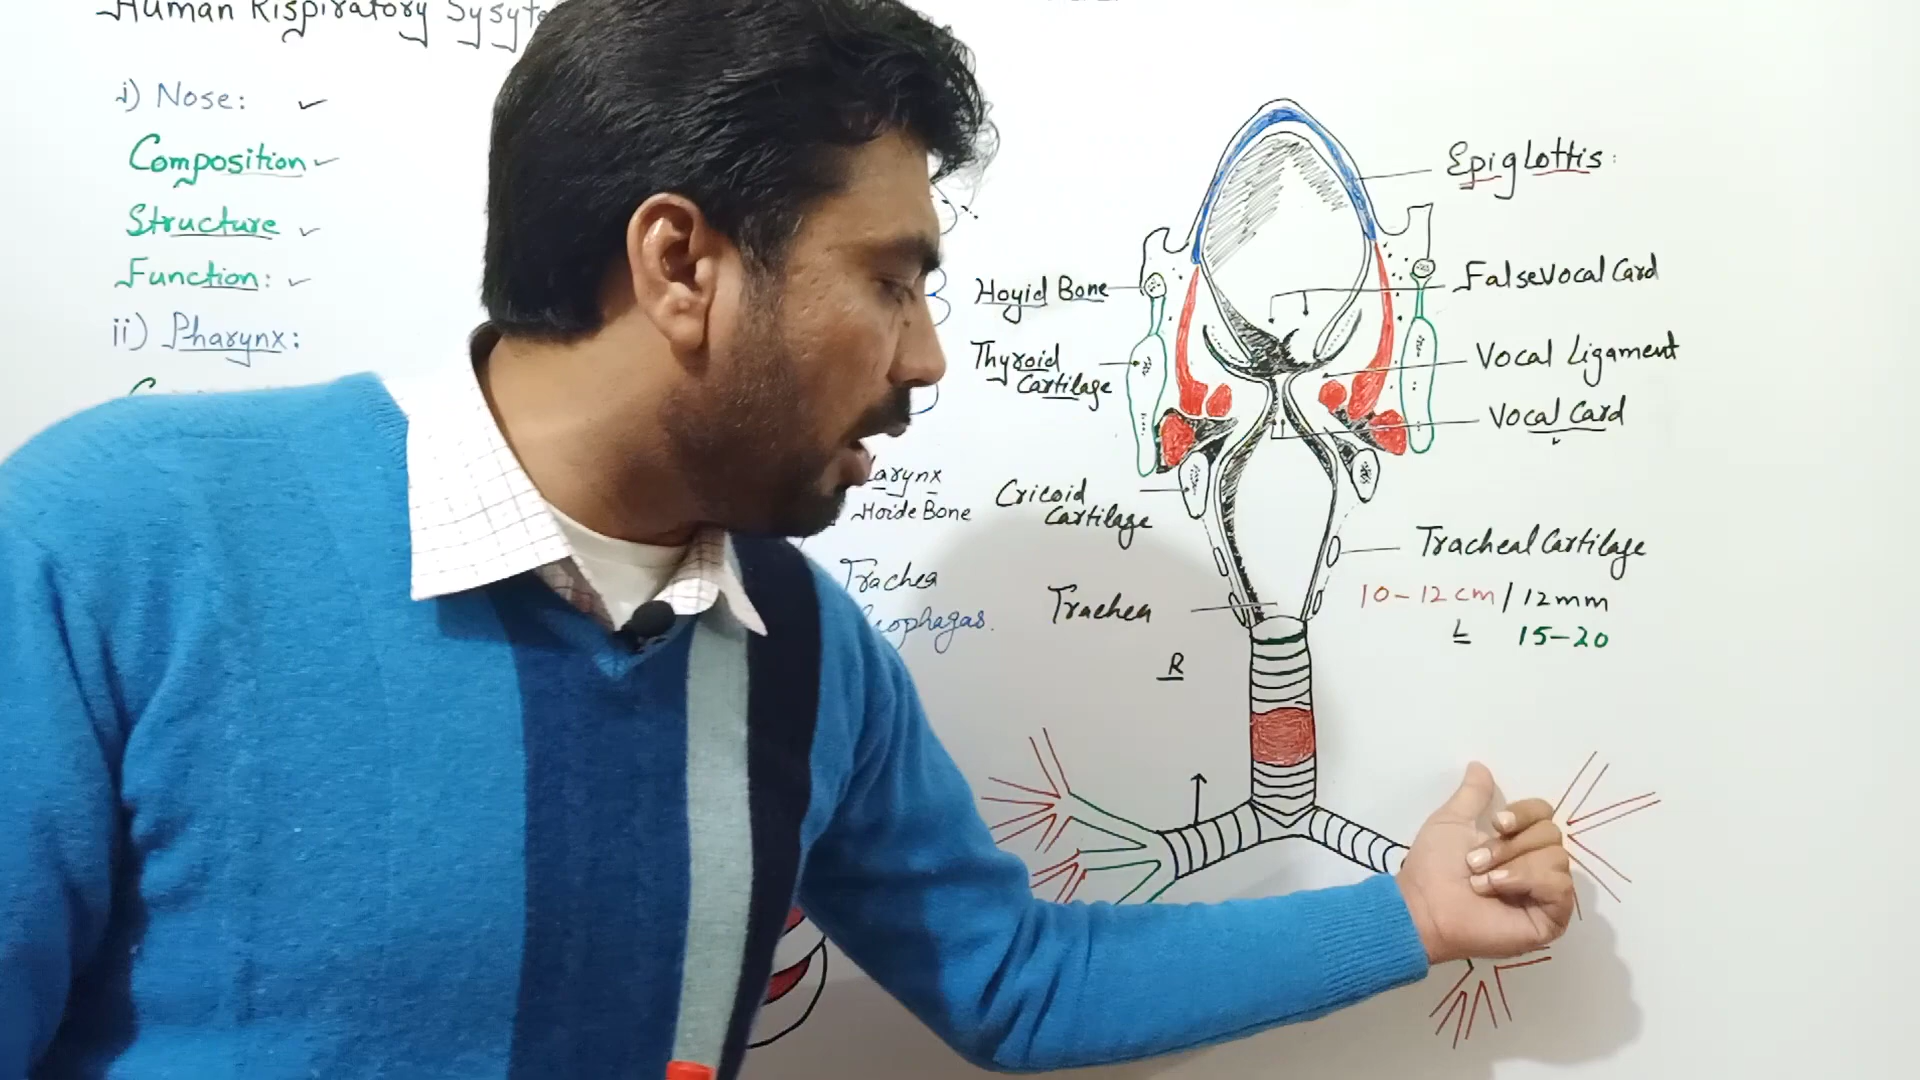 Human Rispiratory Sysyte
i) Nose:
Composition
Structure
Function:
ii) Pharynx:
Larynx
Hoide Bone
Trachea
Epiglottis:
Hoyid Bone
False Vocal Card
Thyroid
Cartilage
Vocal Ligament
Vocal Card
Cricoid
Cartilage
Tracheal Cartilage
Trachea
10-12 cm / 12mm
L 15-20
R